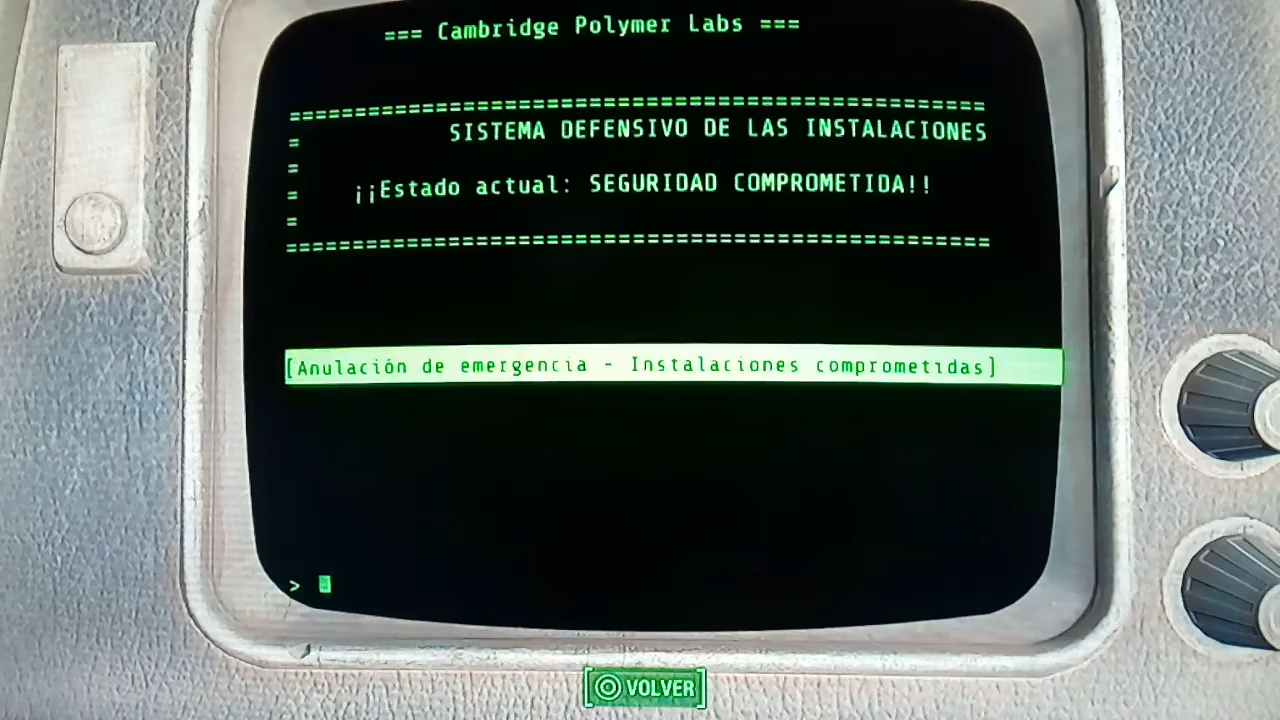 === Cambridge Polymer Labs ===
======================================================
= SISTEMA DEFENSIVO DE LAS INSTALACIONES
=
= ¡¡Estado actual: SEGURIDAD COMPROMETIDA!!
=
======================================================
[Anulación de emergencia - Instalaciones comprometidas]
>
VOLVER